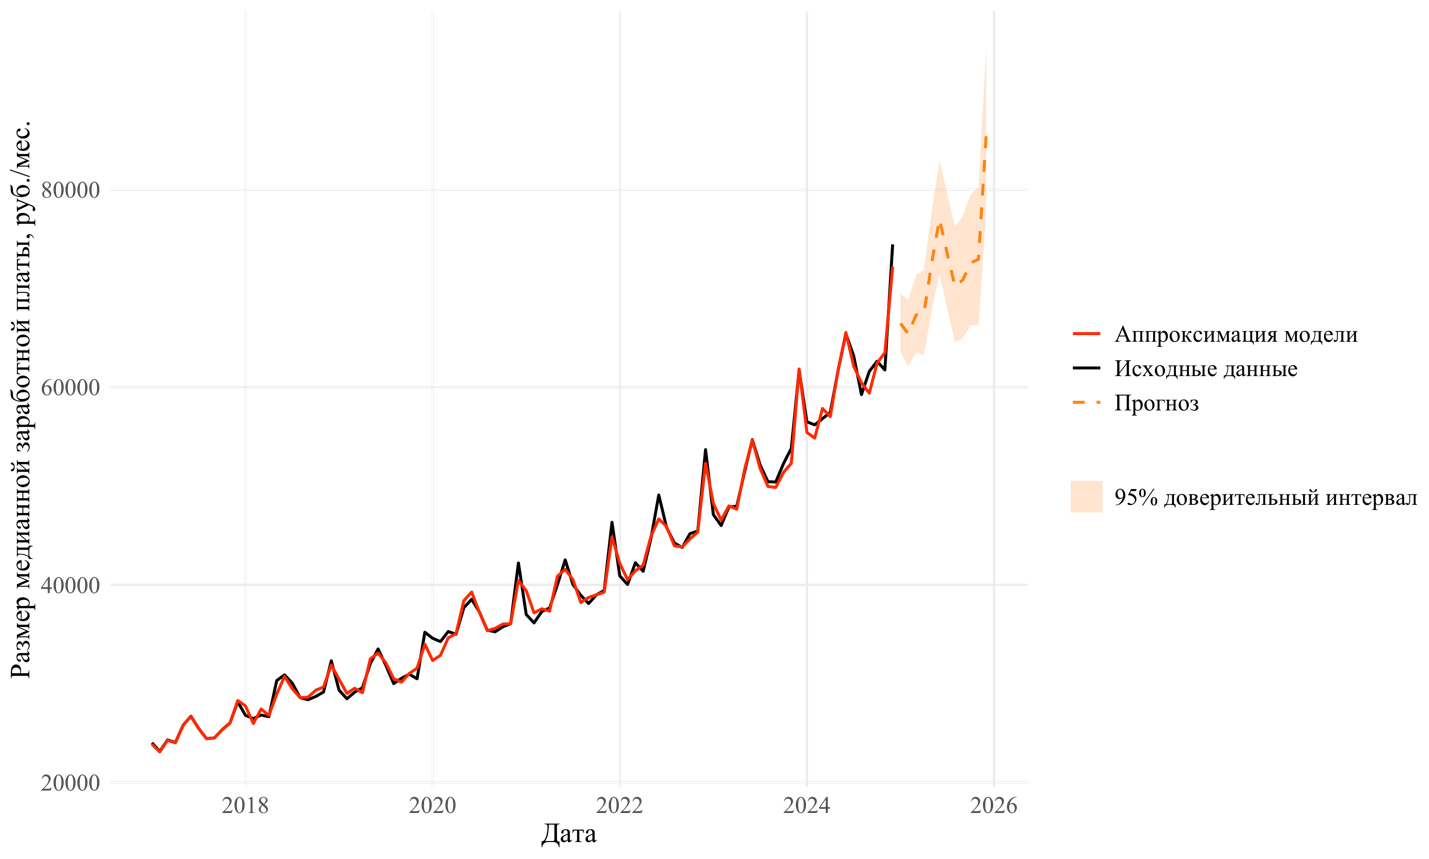 Размер медианной заработной платы, руб./мес.
80000
60000
40000
20000
2018
2020
2022
2024
2026
Дата
Аппроксимация модели
Исходные данные
Прогноз
95% доверительный интервал